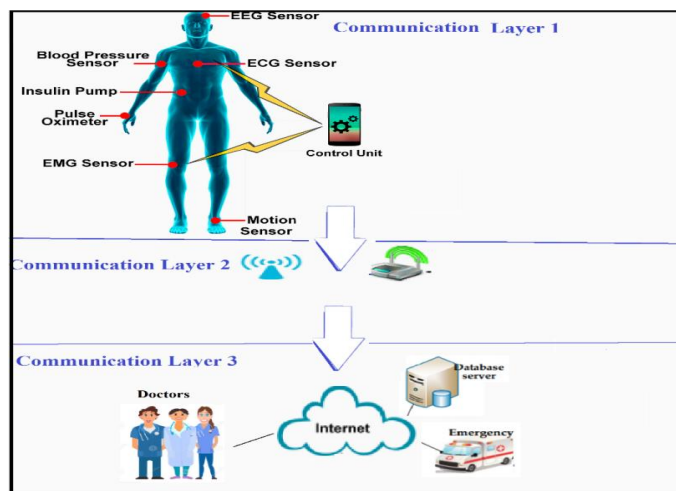 EEG Sensor
Communication Layer 1
Blood Pressure
Sensor
ECG Sensor
Insulin Pump
Pulse
Oximeter
Control Unit
EMG Sensor
Motion
Sensor
Communication Layer 2
Communication Layer 3
Database
server
Doctors
Internet
Emergency